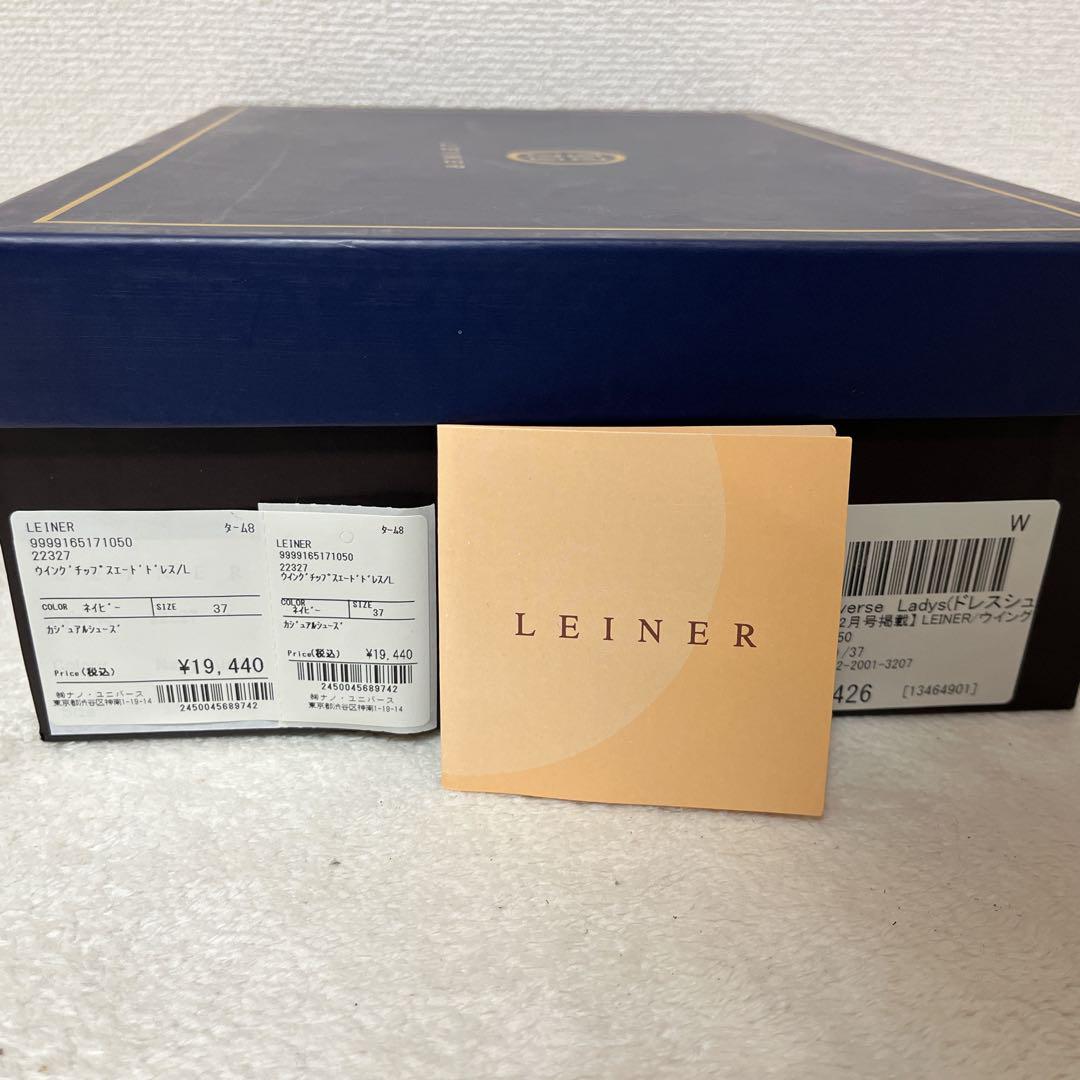 LEINER
LEINER
ターム8
9999165171050
22327
ウイングチップスエードドレス/L
COLOR ネイビー SIZE 37
カジュアルシューズ
Price(税込) ¥19,440
㈱ナノ・ユニバース
東京都渋谷区神南1-19-14
2450045689742
ターム8
LEINER
9999165171050
22327
ウイングチップスエードドレス/L
COLOR ネイビー SIZE 37
カジュアルシューズ
Price(税込) ¥19,440
2450045689742
㈱ナノ・ユニバース
東京都渋谷区神南1-19-14
LEINER
W
verse Ladys(ドレスシュ
2月号掲載】LEINER/ウイング
50
/37
2-2001-3207
426 [13464901]